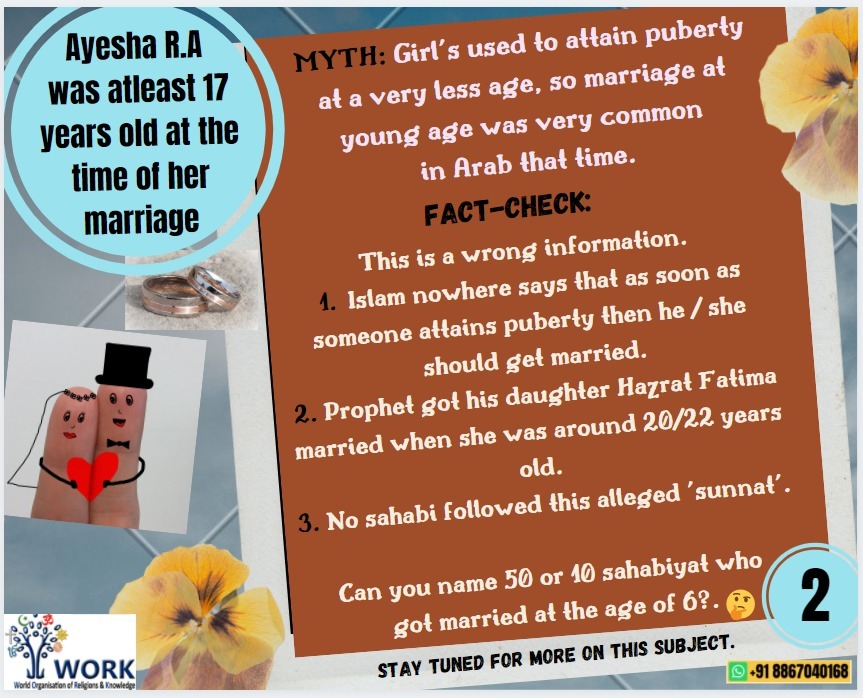 Ayesha R.A
was atleast 17
years old at the
time of her
marriage
MYTH: Girl's used to attain puberty
at a very less age, so marriage at
young age was very common
in Arab that time.
FACT-CHECK:
This is a wrong information.
1. Islam nowhere says that as soon as
someone attains puberty then he / she
should get married.
2. Prophet got his daughter Hazrat Fatima
married when she was around 20/22 years
old.
3. No sahabi followed this alleged 'sunnat'.
Can you name 50 or 10 sahabiyat who
got married at the age of 6?.
2
STAY TUNED FOR MORE ON THIS SUBJECT.
WORK
World Organisation of Religions & Knowledge
+91 8867040168